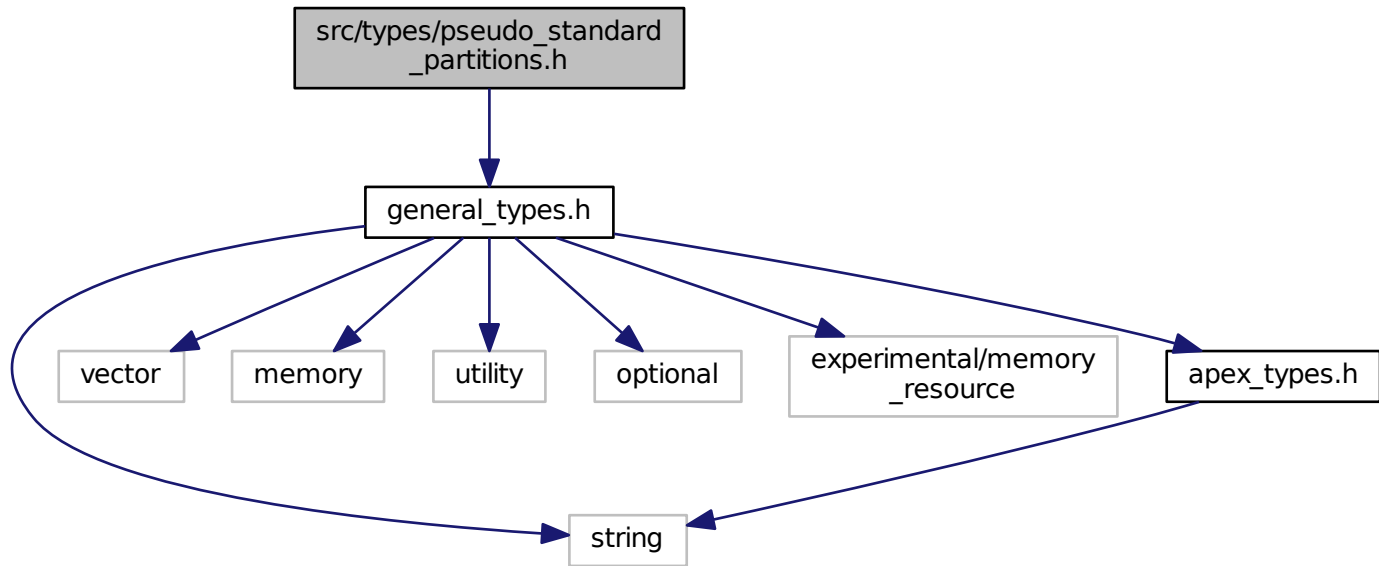 src/types/pseudo_standard
_partitions.h
general_types.h
vector
memory
utility
optional
experimental/memory
_resource
apex_types.h
string